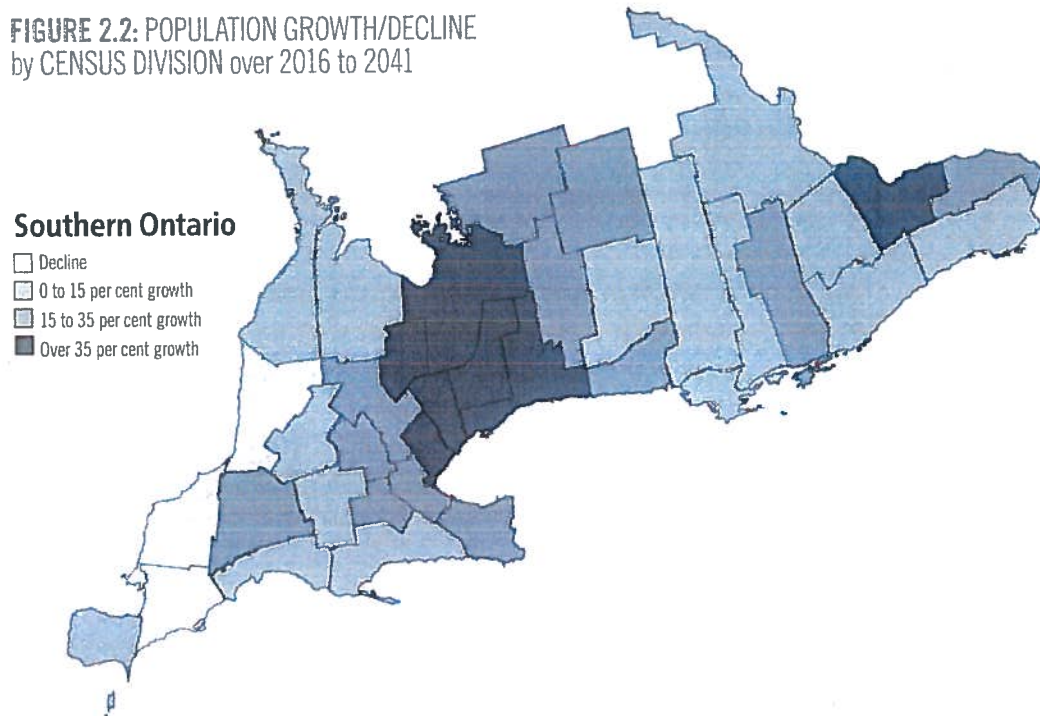 FIGURE 2.2: POPULATION GROWTH/DECLINE
by CENSUS DIVISION over 2016 to 2041
Southern Ontario
Decline
0 to 15 per cent growth
15 to 35 per cent growth
Over 35 per cent growth